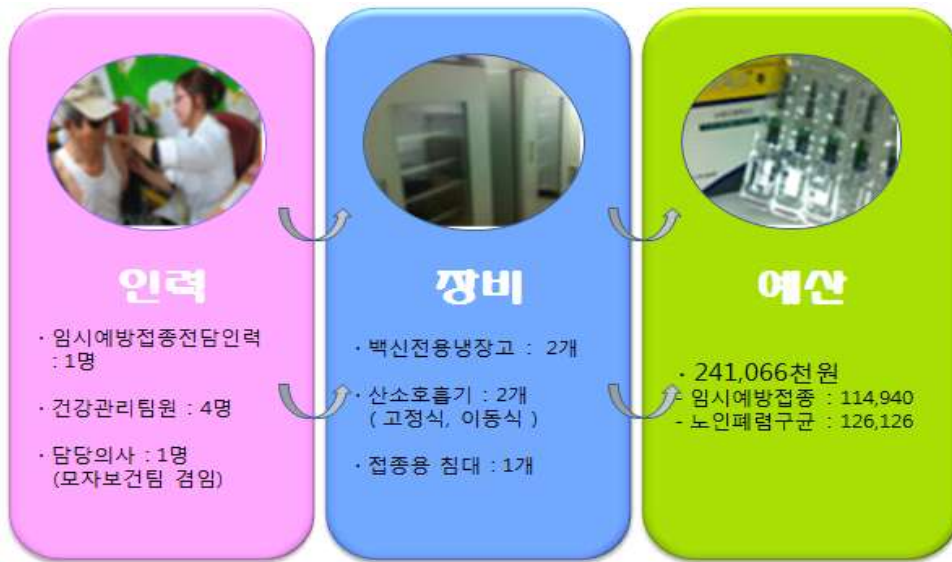 인력
· 임시예방접종전담인력
: 1명
· 건강관리팀원 : 4명
· 담당의사 : 1명
(모자보건팀 겸임)
장비
· 백신전용냉장고 : 2개
· 산소호흡기 : 2개
( 고정식, 이동식 )
· 접종용 침대 : 1개
예산
· 241,066천원
- 임시예방접종 : 114,940
- 노인폐렴구균 : 126,126